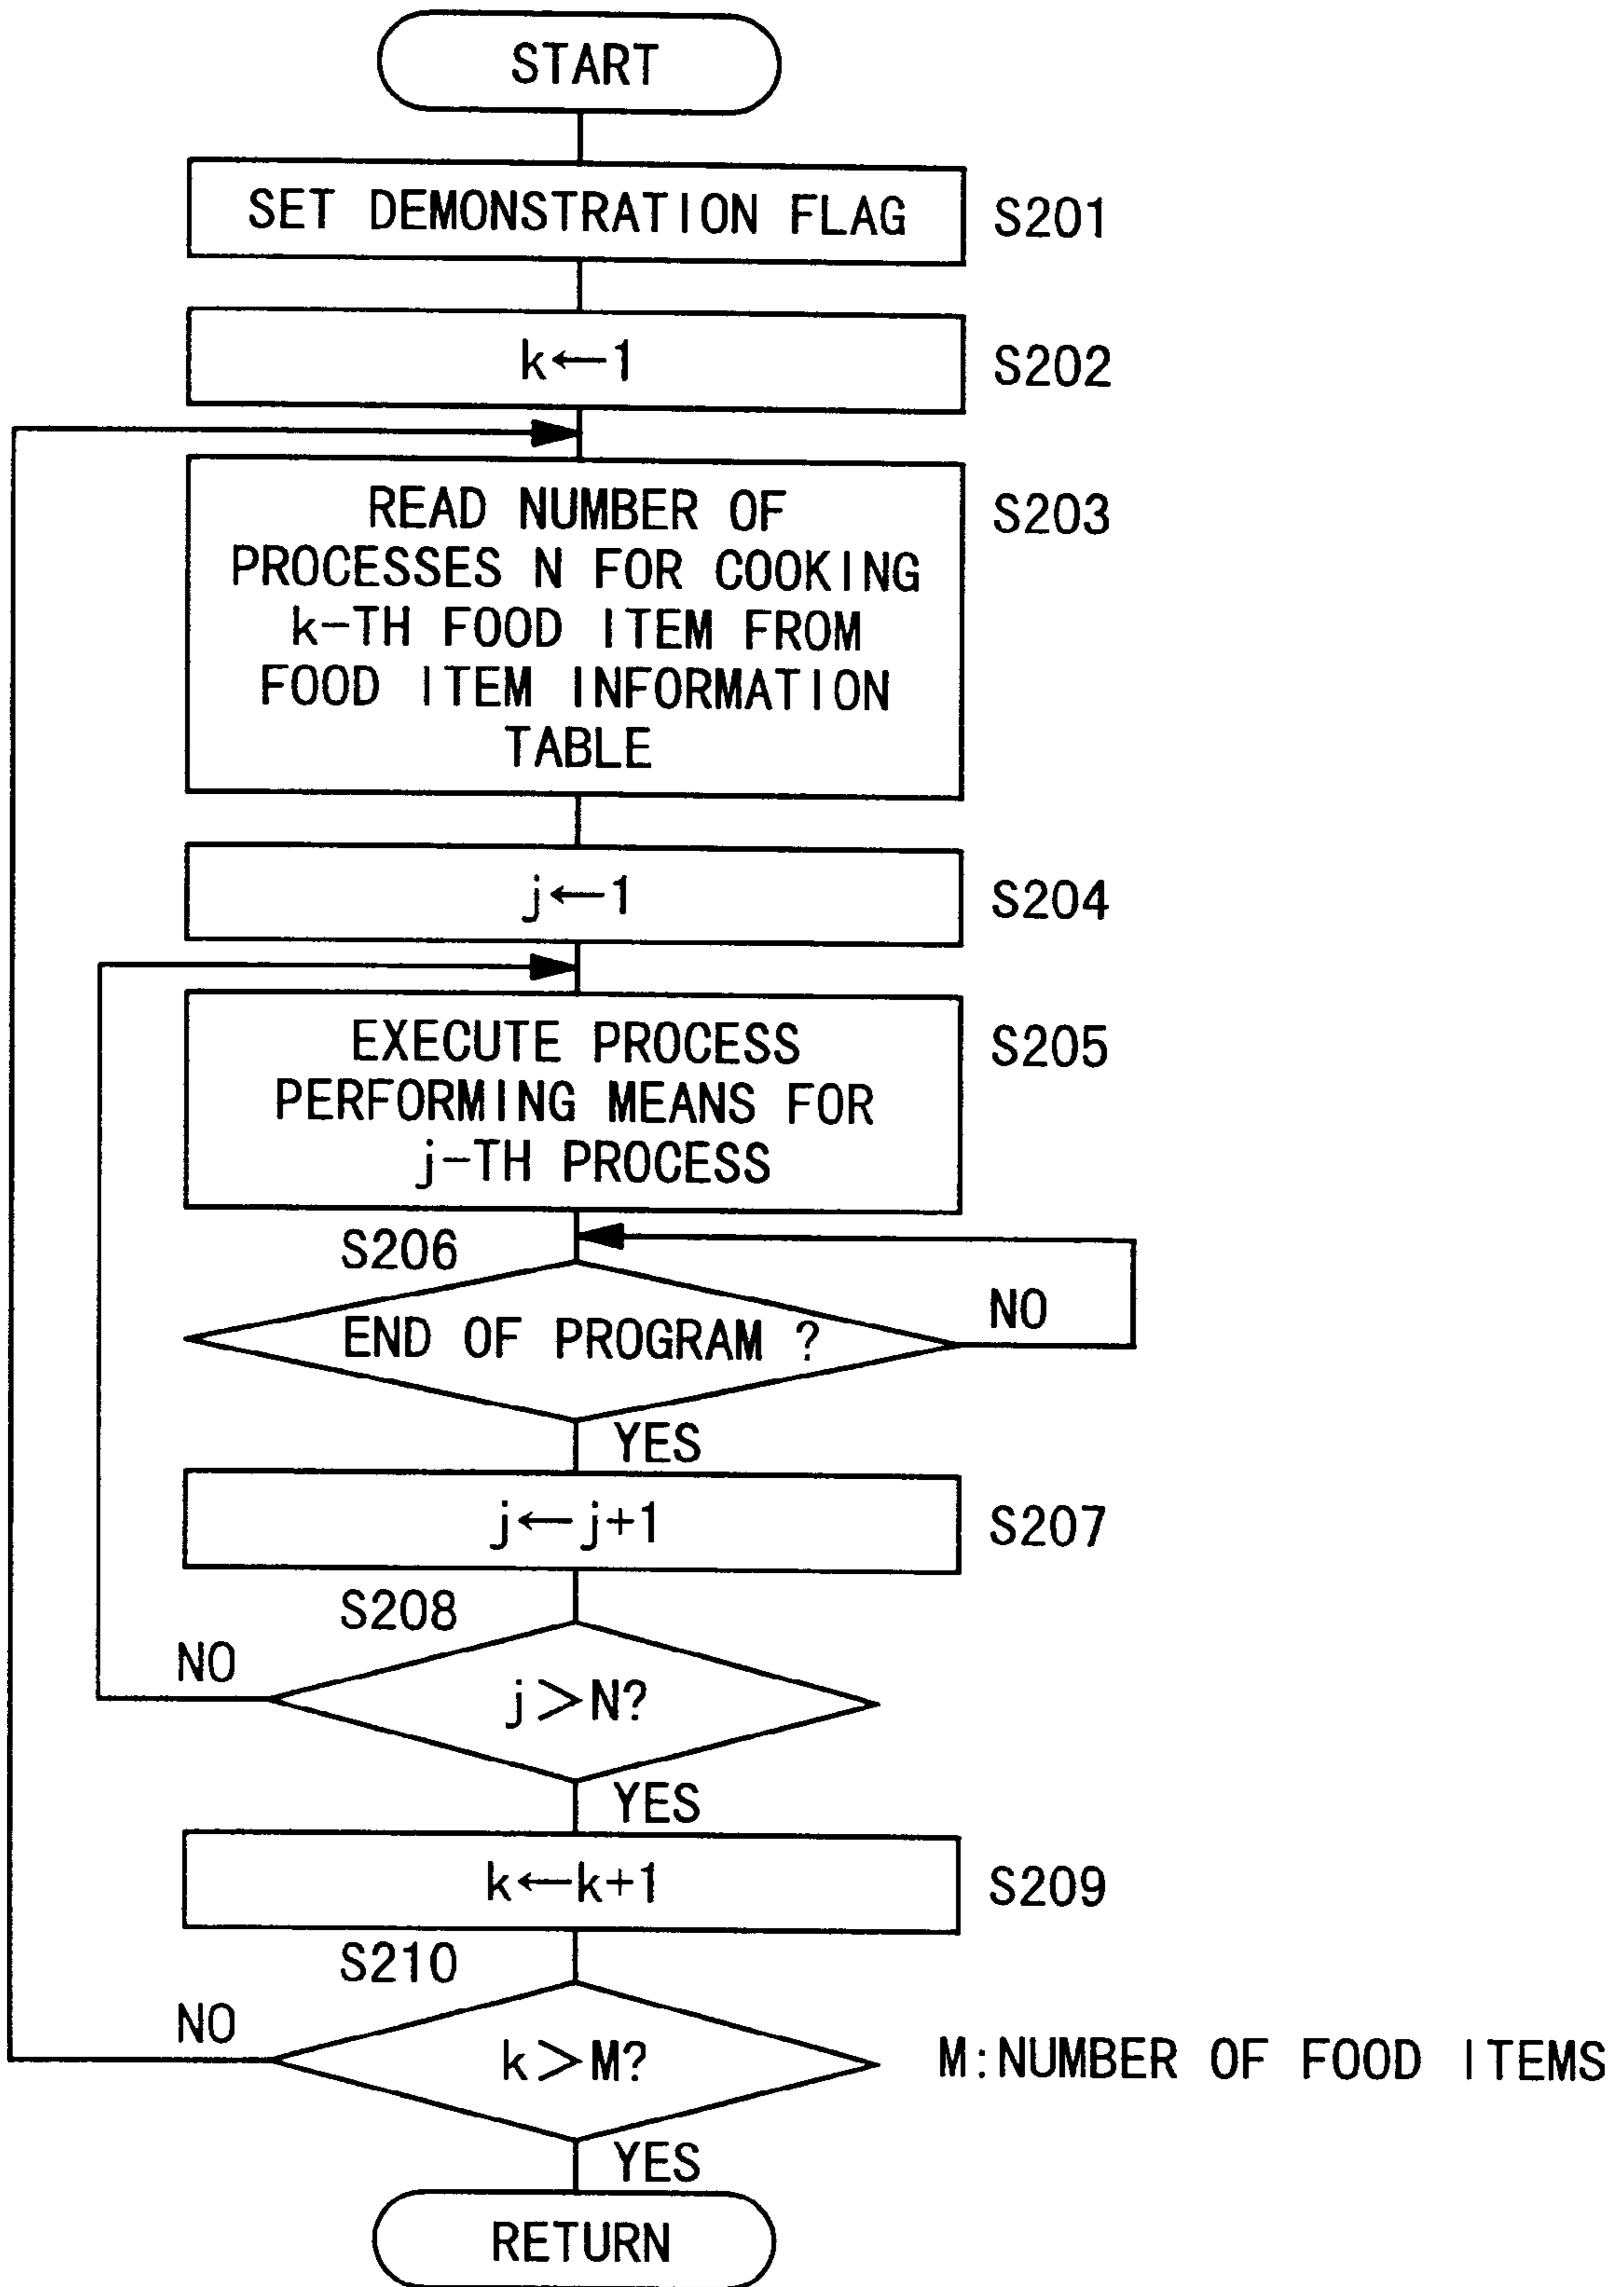 START
SET DEMONSTRATION FLAG
S201
k←1
S202
READ NUMBER OF
PROCESSES N FOR COOKING
k-TH FOOD ITEM FROM
FOOD ITEM INFORMATION
TABLE
S203
j←1
S204
EXECUTE PROCESS
PERFORMING MEANS FOR
j-TH PROCESS
S205
S206
END OF PROGRAM ?
NO
YES
j←j+1
S207
S208
NO
j>N?
YES
k←k+1
S209
S210
NO
k>M?
M:NUMBER OF FOOD ITEMS
YES
RETURN